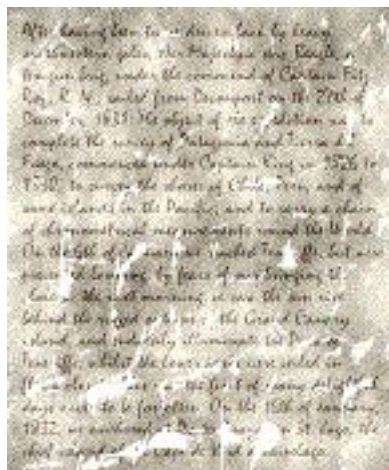 After having been twice driven back by heavy
southwestern gales, Her Majesty's ship Beagle, a
ten-gun brig, under the command of Captain Fitz
Roy, R. N., sailed from Devonport on the 27th of
December, 1831. The object of the expedition was to
complete the survey of Patagonia and Tierra del
Fuego, commenced under Captain King in 1826 to
1830, to survey the shores of Chile, Peru, and of
some islands in the Pacific, and to carry a chain
of chronometrical measurements round the World.
On the 6th of January we reached Teneriffe, but were
prevented landing, by fears of our bringing the
the next morning we saw the sun rise
behind the rugged outline of the Grand Canary
island, and suddenly illuminate the Peak of
Teneriffe, whilst the lower parts were veiled in
fleecy clouds. This was the first of many delightful
days never to be forgotten. On the 16th of January,
1832, we anchored at Porto Praya, in St. Jago, the
chief island of the Cape de Verd archipelago.